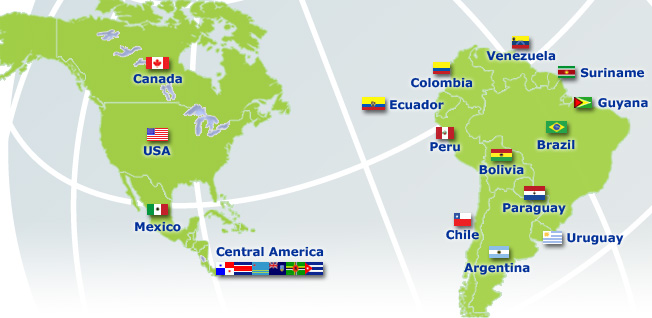 Canada
USA
Mexico
Central America
Venezuela
Colombia
Suriname
Ecuador
Guyana
Peru
Brazil
Bolivia
Paraguay
Chile
Uruguay
Argentina